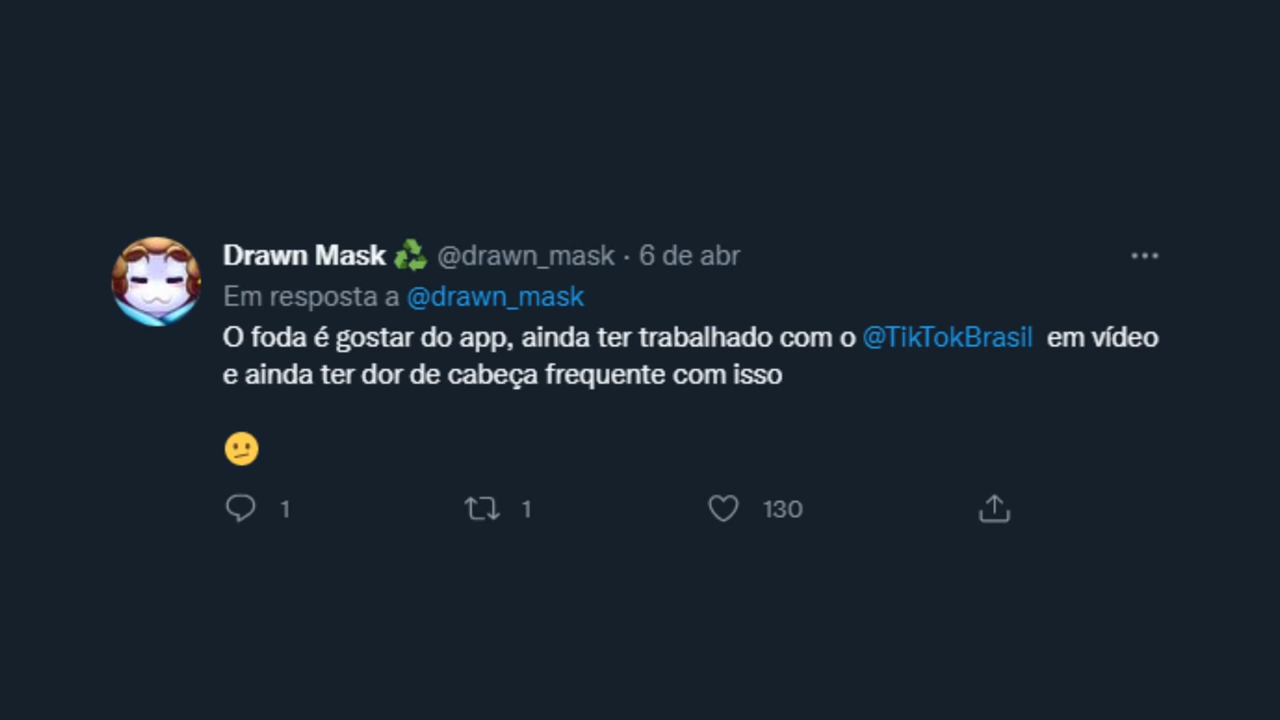 Drawn Mask ♻ @drawn_mask · 6 de abr
Em resposta a @drawn_mask
O foda é gostar do app, ainda ter trabalhado com o @TikTokBrasil em vídeo
e ainda ter dor de cabeça frequente com isso
🫤
1 1 130